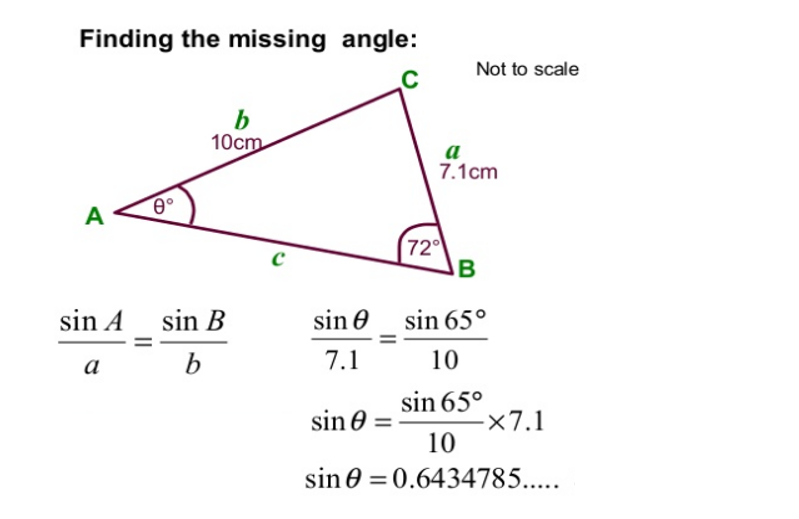 Finding the missing angle:
Not to scale
C
b
10cm
a
7.1cm
A
θ°
72°
B
c
sin A / a = sin B / b
sin θ / 7.1 = sin 65° / 10
sin θ = sin 65° / 10 ×7.1
sin θ = 0.6434785.....